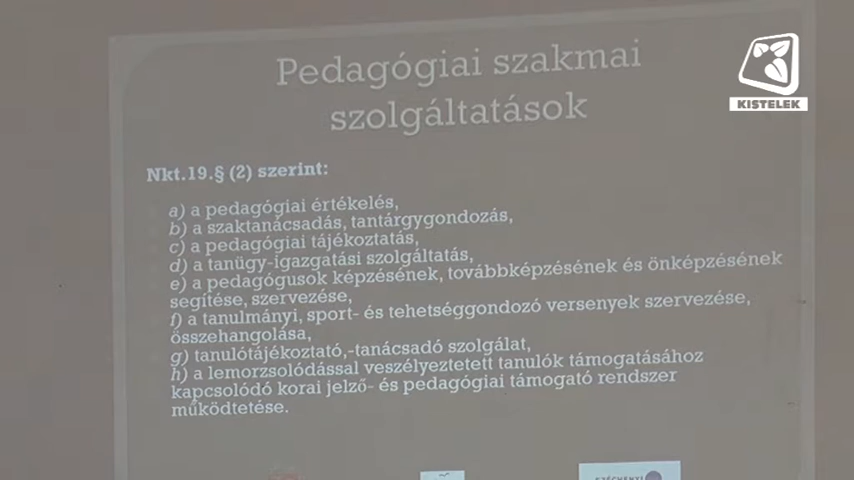 Pedagógiai szakmai
szolgáltatások
KISTELEK
Nkt.19.§ (2) szerint:
a) a pedagógiai értékelés,
b) a szaktanácsadás, tantárgygondozás,
c) a pedagógiai tájékoztatás,
d) a tanügy-igazgatási szolgáltatás,
e) a pedagógusok képzésének, továbbképzésének és önképzésének
segítése, szervezése,
f) a tanulmányi, sport- és tehetséggondozó versenyek szervezése,
összehangolása,
g) tanulótájékoztató,-tanácsadó szolgálat,
h) a lemorzsolódással veszélyeztetett tanulók támogatásához
kapcsolódó korai jelző- és pedagógiai támogató rendszer
működtetése.